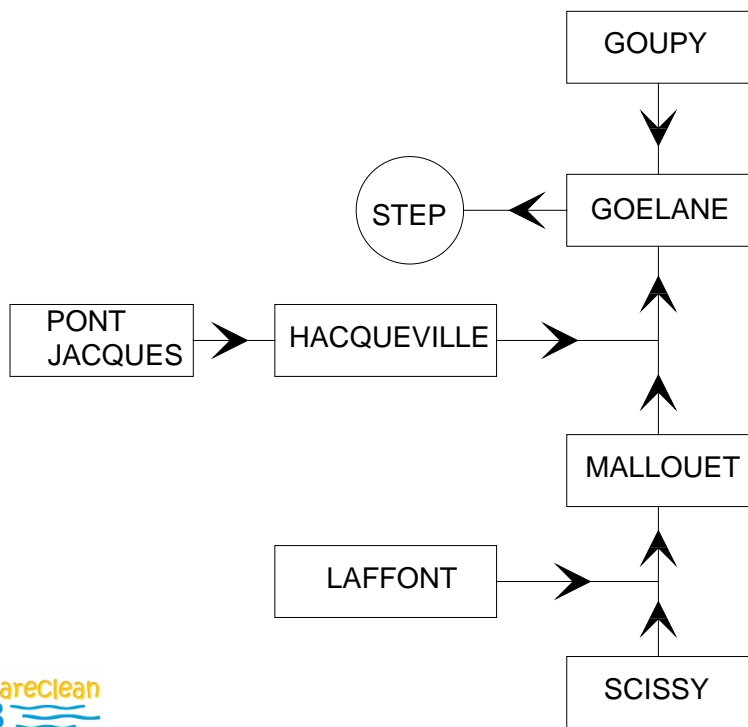 GOUPY
STEP
GOELANE
PONT
JACQUES
HACQUEVILLE
MALLOUET
LAFFONT
SCISSY
areClean